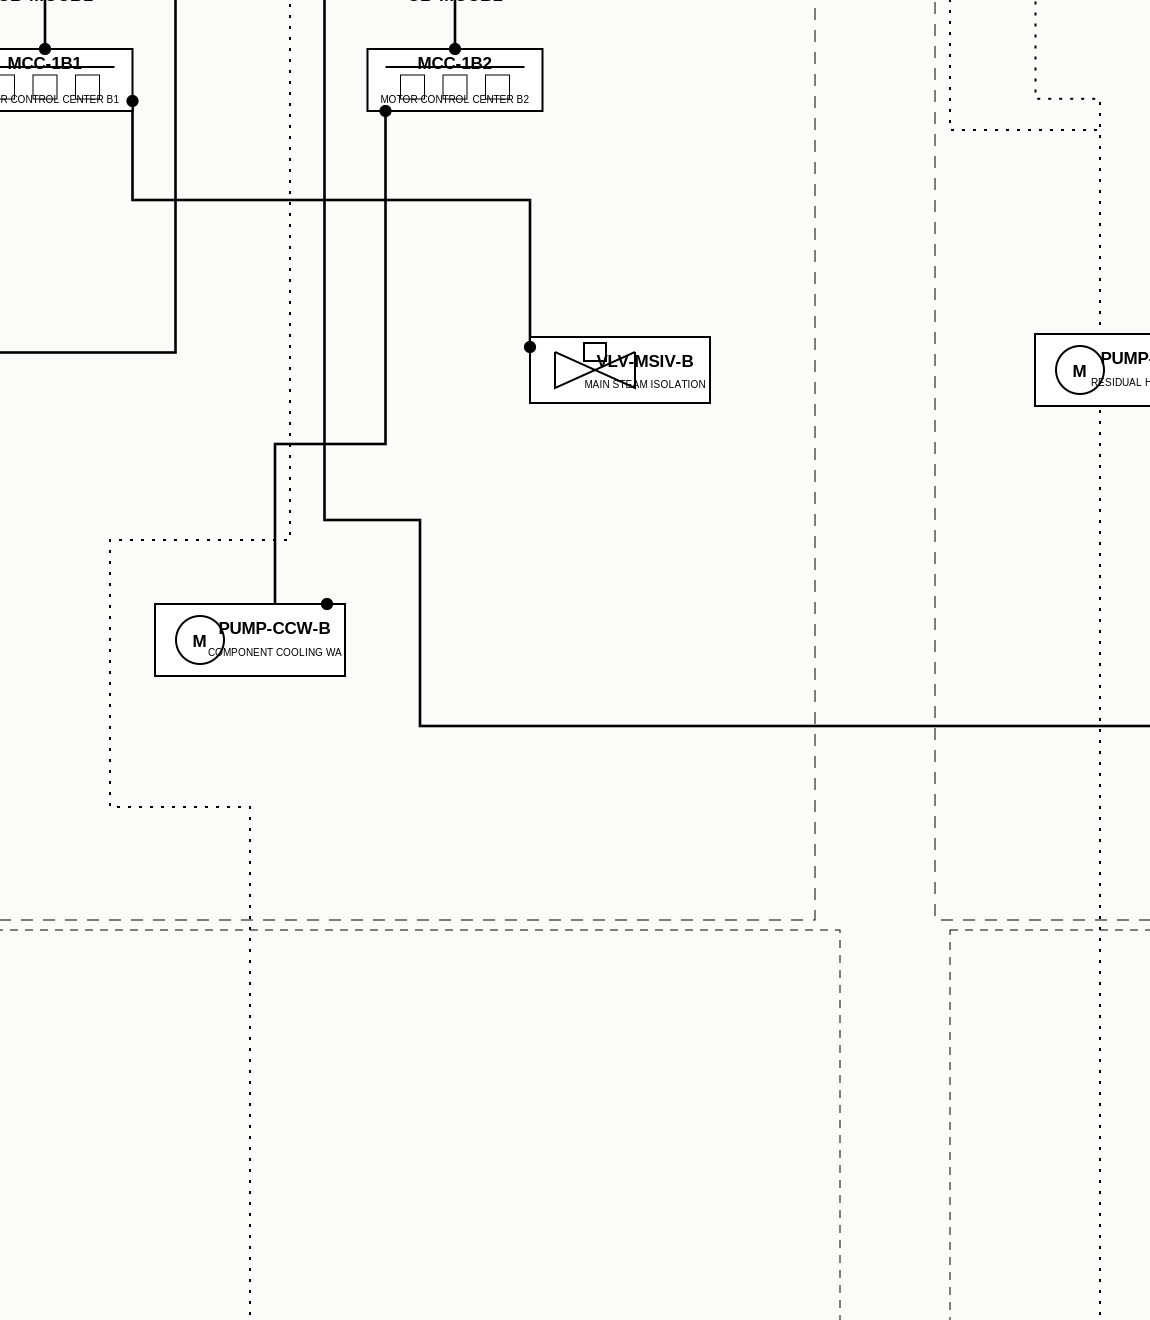 MCC-1B1
CONTROL CENTER B1
MCC-1B2
MOTOR CONTROL CENTER B2
VLV-MSIV-B
MAIN STEAM ISOLATION
M
PUMP-
RESIDUAL H
M
PUMP-CCW-B
COMPONENT COOLING WA